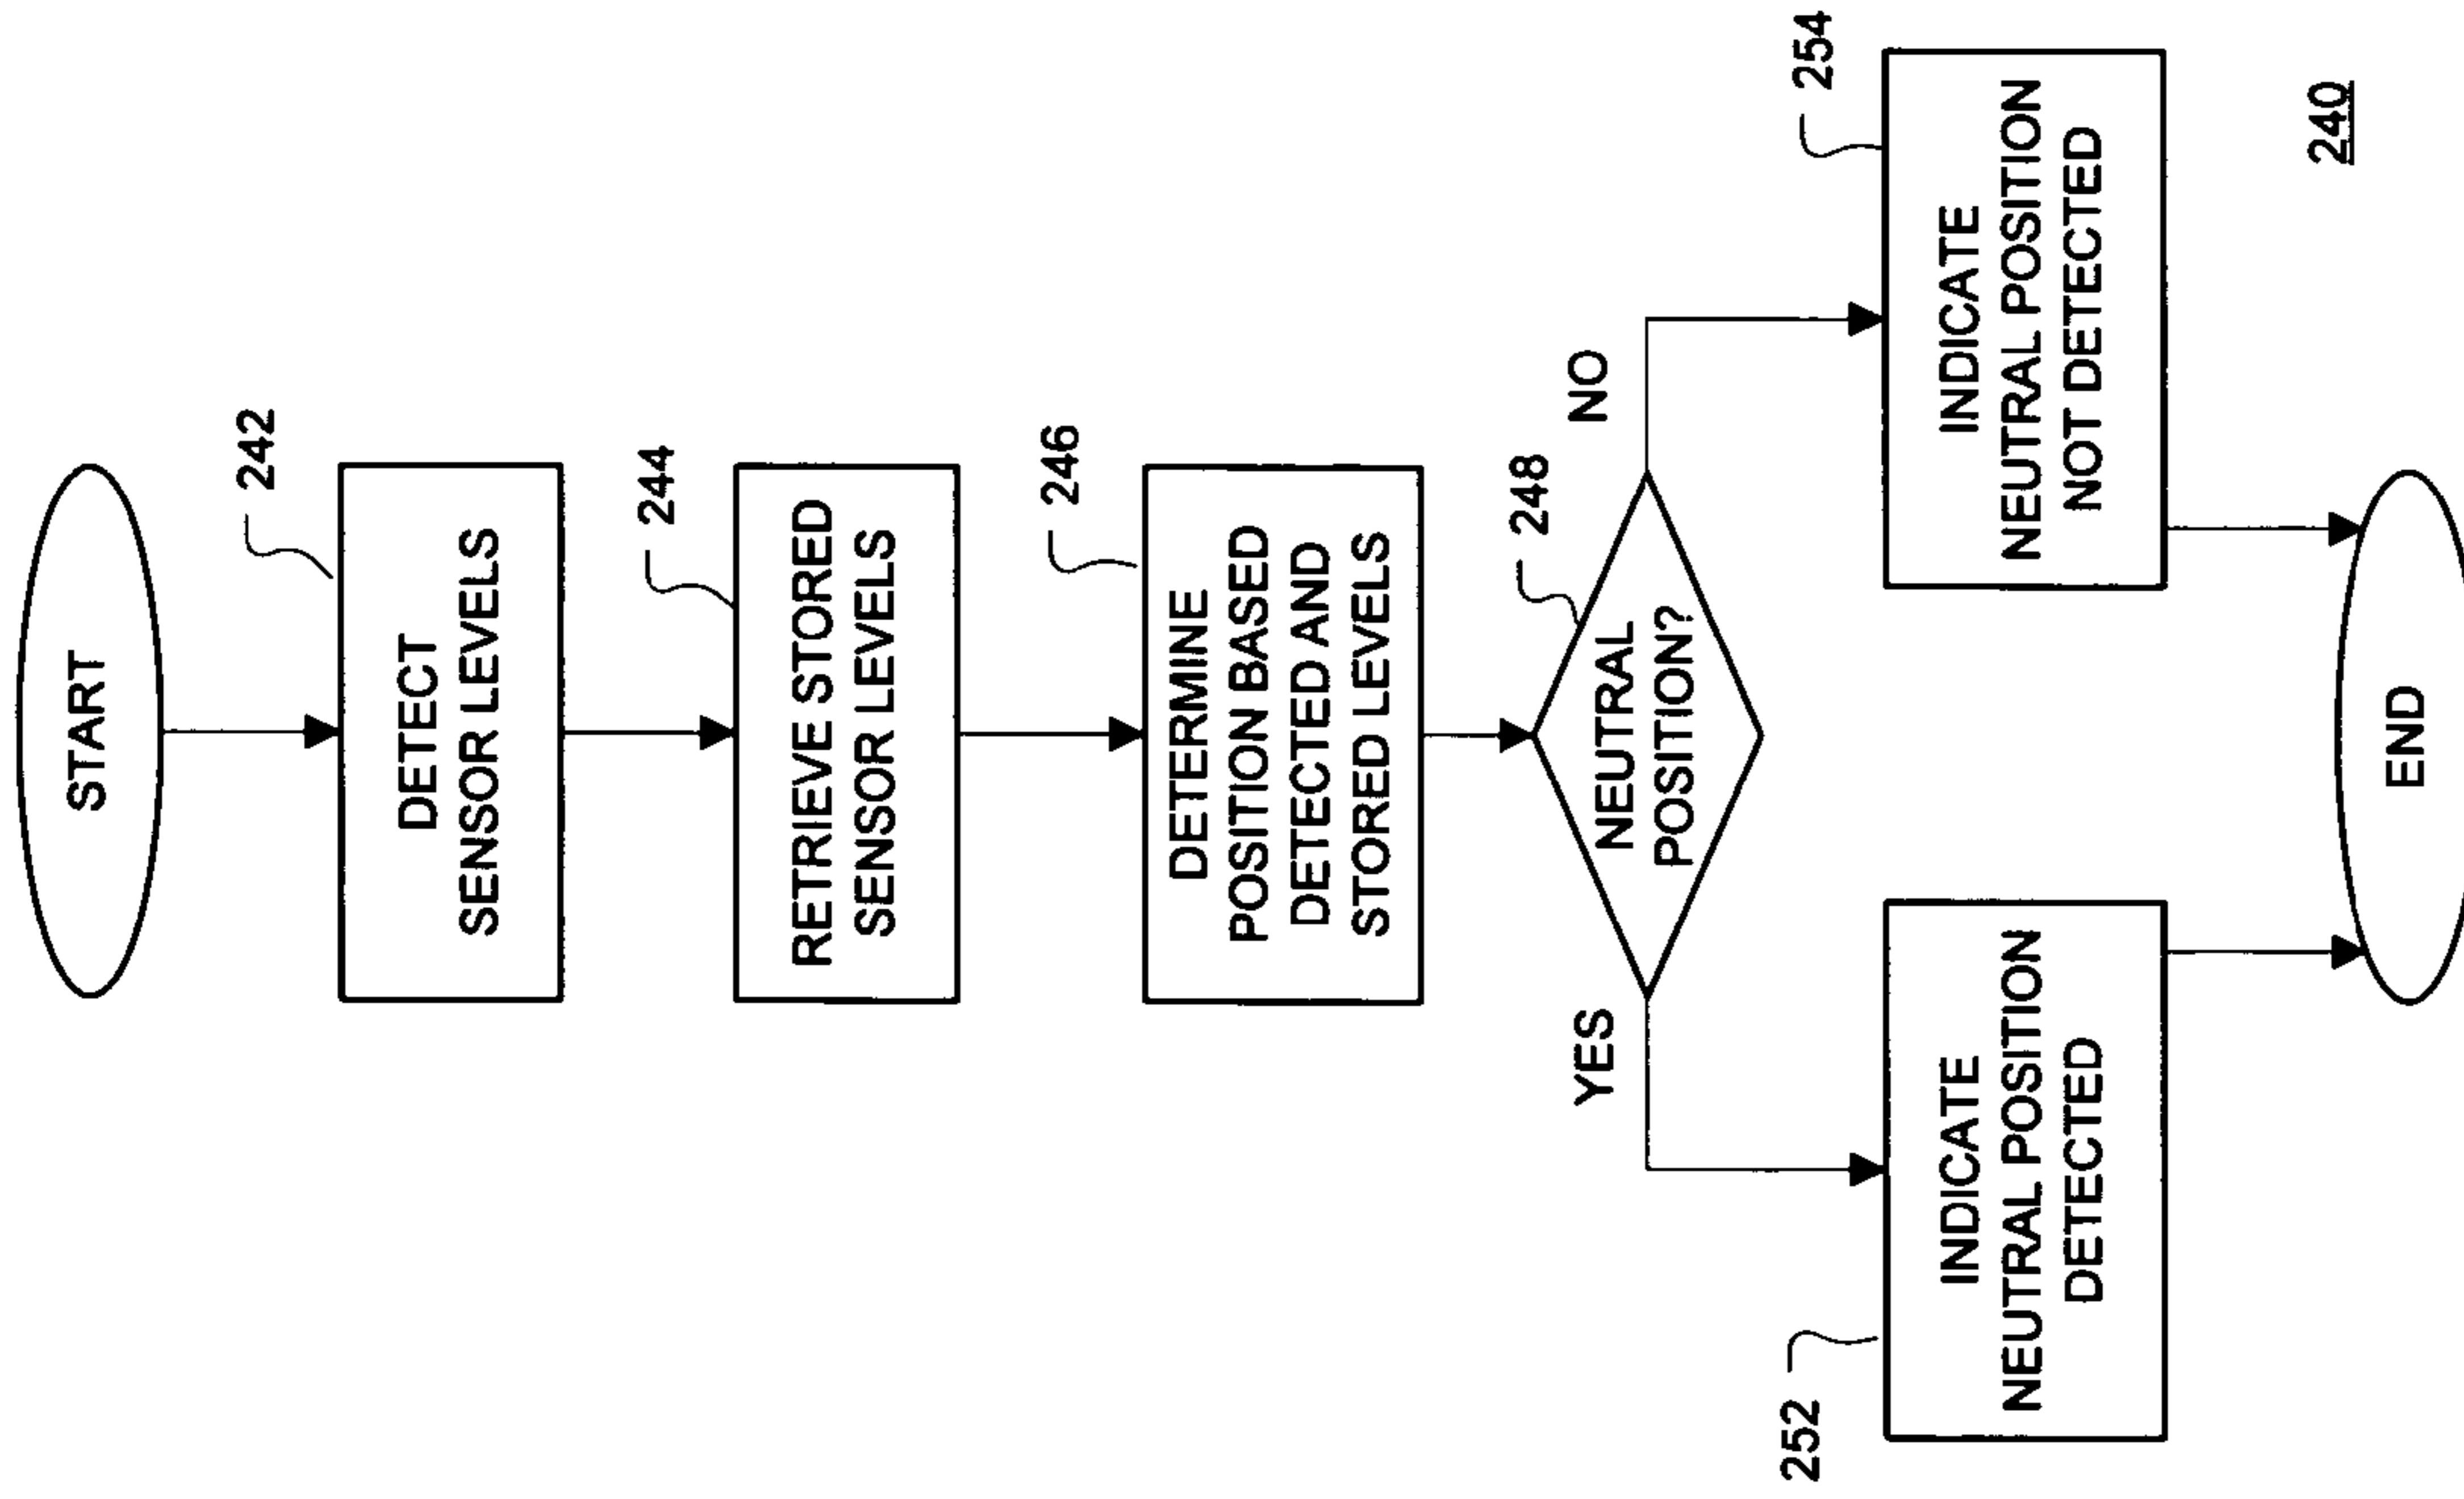 START
242
DETECT
SENSOR LEVELS
244
RETRIEVE STORED
SENSOR LEVELS
246
DETERMINE
POSITION BASED
DETECTED AND
STORED LEVELS
248
NEUTRAL
POSITION?
YES
NO
252
INDICATE
NEUTRAL POSITION
DETECTED
254
INDICATE
NEUTRAL POSITION
NOT DETECTED
END
240